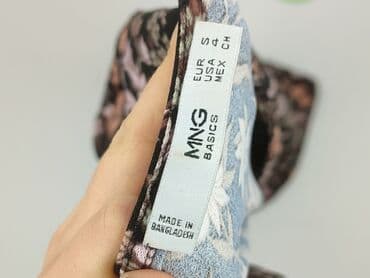 EUR S
USA 4
MEX CH
MNG
BASICS
MADE IN
BANGLADESH